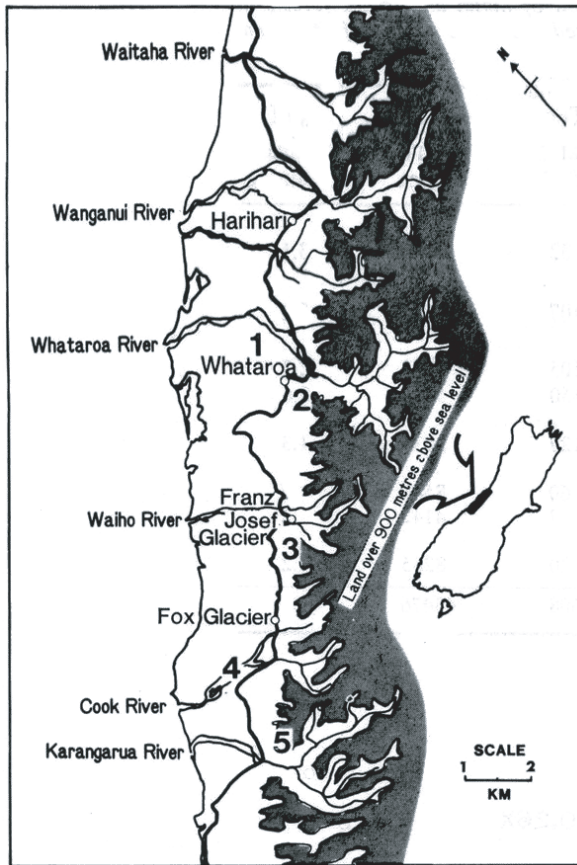 Waitaha River
N
Wanganui River
Harihari
Whataroa River
1
Whataroa
2
Land over 900 metres above sea level
Franz
Waiho River
Josef
Glacier
3
Fox Glacier
4
Cook River
5
Karangarua River
SCALE
1 2
KM